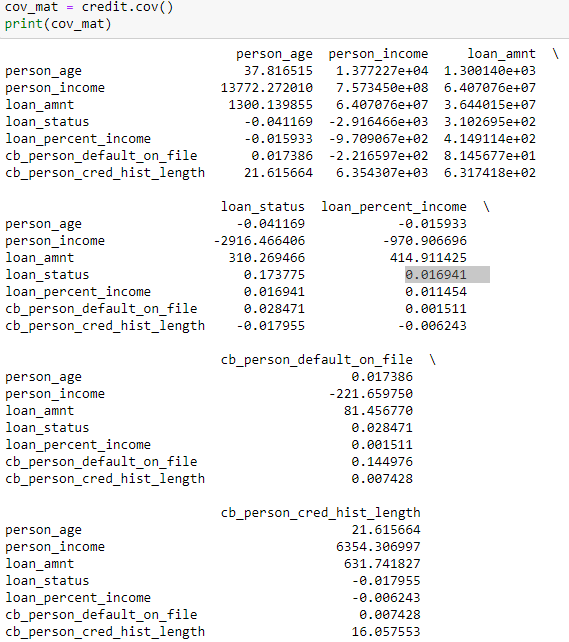 cov_mat = credit.cov()
print(cov_mat)
person_age person_income loan_amnt \
person_age 37.816515 1.377227e+04 1.300140e+03
person_income 13772.272010 7.573450e+08 6.407076e+07
loan_amnt 1300.139855 6.407076e+07 3.644015e+07
loan_status -0.041169 -2.916466e+03 3.102695e+02
loan_percent_income -0.015933 -9.709067e+02 4.149114e+02
cb_person_default_on_file 0.017386 -2.216597e+02 8.145677e+01
cb_person_cred_hist_length 21.615664 6.354307e+03 6.317418e+02
loan_status loan_percent_income \
person_age -0.041169 -0.015933
person_income -2916.466406 -970.906696
loan_amnt 310.269466 414.911425
loan_status 0.173775 0.016941
loan_percent_income 0.016941 0.011454
cb_person_default_on_file 0.028471 0.001511
cb_person_cred_hist_length -0.017955 -0.006243
cb_person_default_on_file \
person_age 0.017386
person_income -221.659750
loan_amnt 81.456770
loan_status 0.028471
loan_percent_income 0.001511
cb_person_default_on_file 0.144976
cb_person_cred_hist_length 0.007428
cb_person_cred_hist_length
person_age 21.615664
person_income 6354.306997
loan_amnt 631.741827
loan_status -0.017955
loan_percent_income -0.006243
cb_person_default_on_file 0.007428
cb_person_cred_hist_length 16.057553